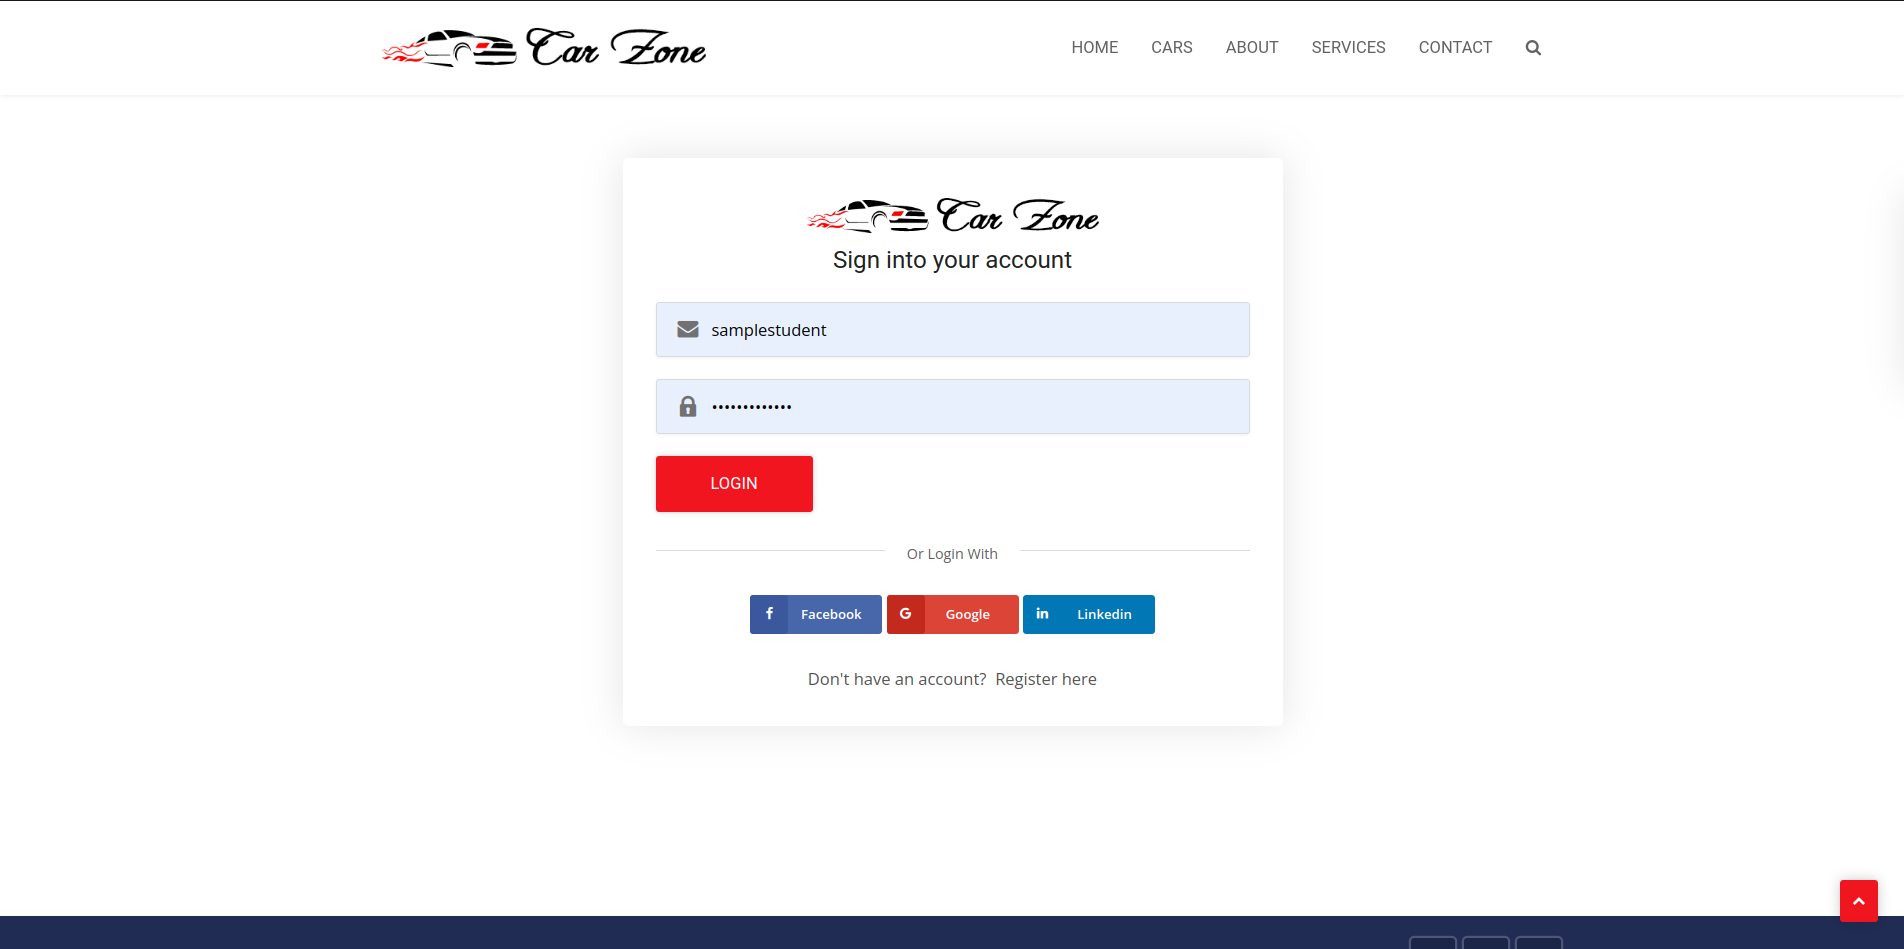 Car Zone
HOME CARS ABOUT SERVICES CONTACT
Car Zone
Sign into your account
samplestudent
•••••••••••••
LOGIN
Or Login With
f Facebook G Google in Linkedin
Don't have an account? Register here